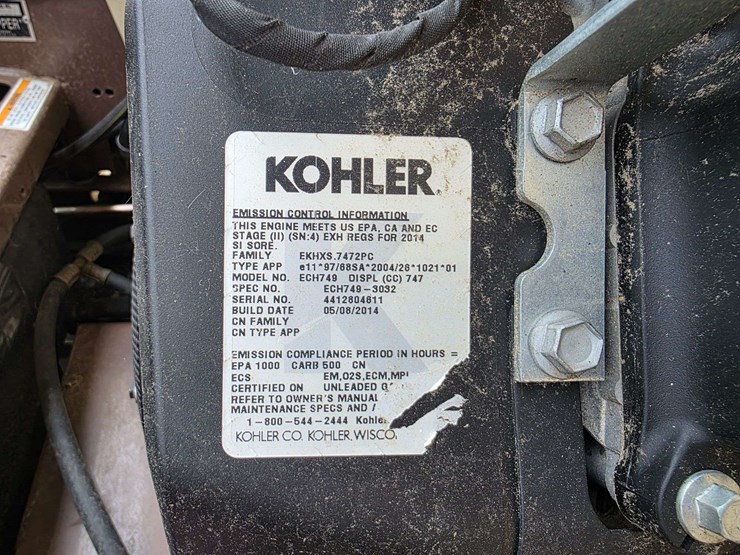 KOHLER.
EMISSION CONTROL INFORMATION
THIS ENGINE MEETS US EPA, CA AND EC
STAGE (II) (SN:4) EXH REGS FOR 2014
SI SORE.
FAMILY EKHXS.7472PC
TYPE APP e11*97/68SA*2004/26*1021*01
MODEL NO. ECH749 DISPL (CC) 747
SPEC NO. ECH749-3032
SERIAL NO. 4412804611
BUILD DATE 05/08/2014
CN FAMILY
CN TYPE APP
EMISSION COMPLIANCE PERIOD IN HOURS =
EPA 1000 CARB 500 CN
ECS EM,O2S,ECM,MPI
CERTIFIED ON UNLEADED
REFER TO OWNER'S MANUAL
MAINTENANCE SPECS AND
1-800-544-2444 Kohle
KOHLER CO. KOHLER, WISCO